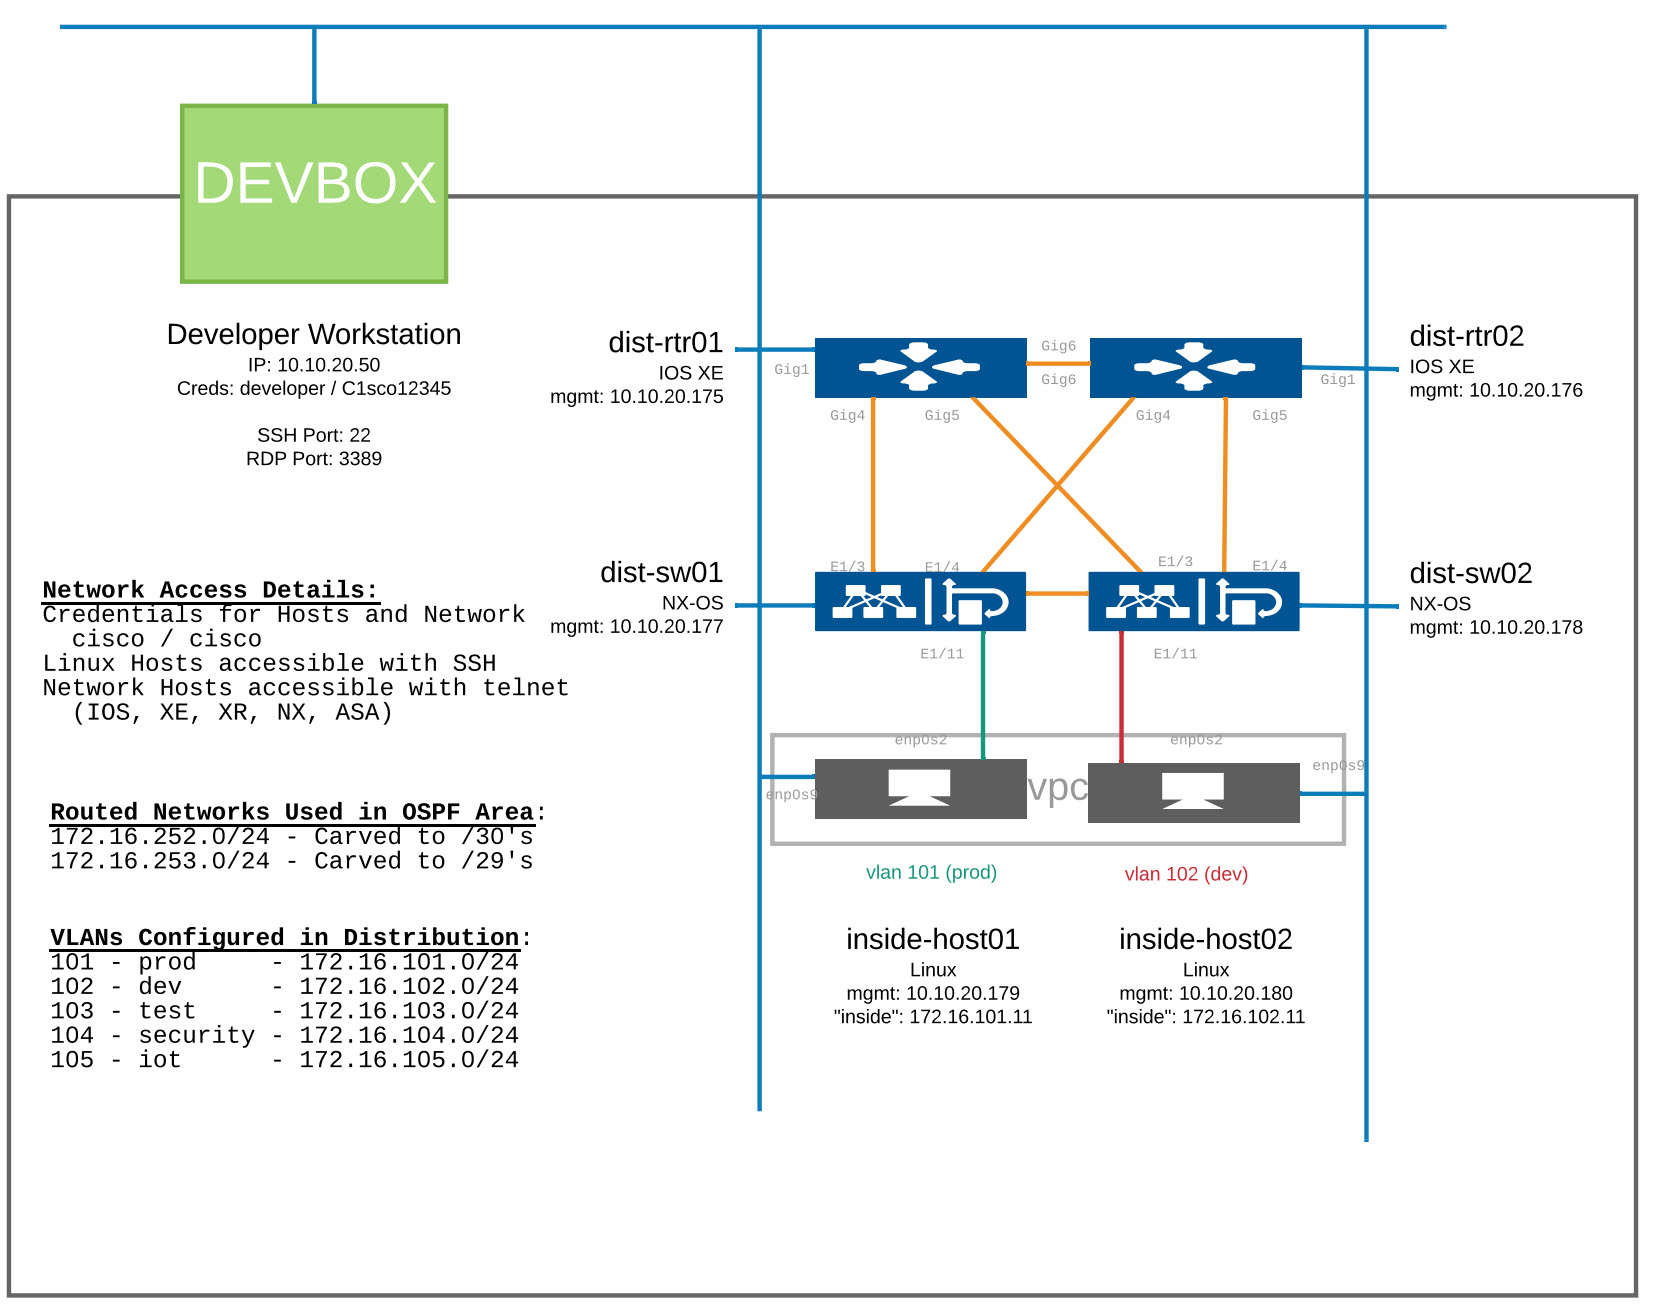 DEVBOX
Developer Workstation
IP: 10.10.20.50
Creds: developer / C1sco12345
SSH Port: 22
RDP Port: 3389
dist-rtr01
IOS XE
mgmt: 10.10.20.175
Gig1
Gig6
Gig6
Gig4
Gig5
Gig4
Gig5
Gig1
dist-rtr02
IOS XE
mgmt: 10.10.20.176
dist-sw01
NX-OS
mgmt: 10.10.20.177
E1/3
E1/4
E1/3
E1/4
dist-sw02
NX-OS
mgmt: 10.10.20.178
E1/11
E1/11
Network Access Details:
Credentials for Hosts and Network
cisco / cisco
Linux Hosts accessible with SSH
Network Hosts accessible with telnet
(IOS, XE, XR, NX, ASA)
enp0s2
enp0s2
enp0s9
enp0s9
vpc
vlan 101 (prod)
vlan 102 (dev)
Routed Networks Used in OSPF Area:
172.16.252.0/24 - Carved to /30's
172.16.253.0/24 - Carved to /29's
VLANs Configured in Distribution:
101 - prod - 172.16.101.0/24
102 - dev - 172.16.102.0/24
103 - test - 172.16.103.0/24
104 - security - 172.16.104.0/24
105 - iot - 172.16.105.0/24
inside-host01
Linux
mgmt: 10.10.20.179
"inside": 172.16.101.11
inside-host02
Linux
mgmt: 10.10.20.180
"inside": 172.16.102.11